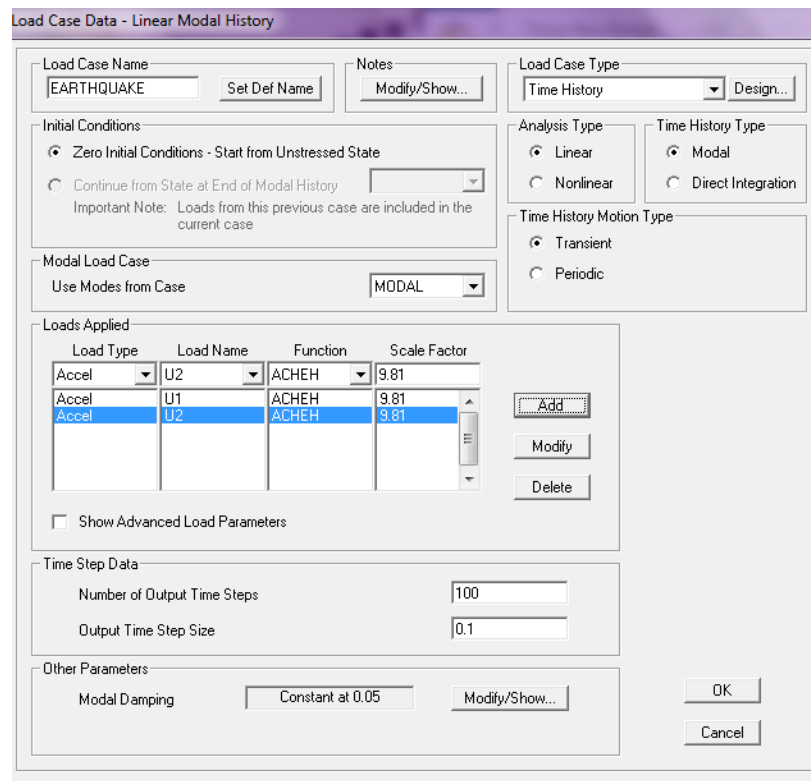 Load Case Data - Linear Modal History
Load Case Name
EARTHQUAKE Set Def Name
Notes
Modify/Show...
Load Case Type
Time History Design...
Initial Conditions
Zero Initial Conditions - Start from Unstressed State
Continue from State at End of Modal History
Important Note: Loads from this previous case are included in the
current case
Analysis Type
Linear
Nonlinear
Time History Type
Modal
Direct Integration
Time History Motion Type
Transient
Periodic
Modal Load Case
Use Modes from Case MODAL
Loads Applied
Load Type Load Name Function Scale Factor
Accel U2 ACHEH 9.81
Accel U1 ACHEH 9.81
Accel U2 ACHEH 9.81
Add
Modify
Delete
Show Advanced Load Parameters
Time Step Data
Number of Output Time Steps 100
Output Time Step Size 0.1
Other Parameters
Modal Damping Constant at 0.05 Modify/Show...
OK
Cancel